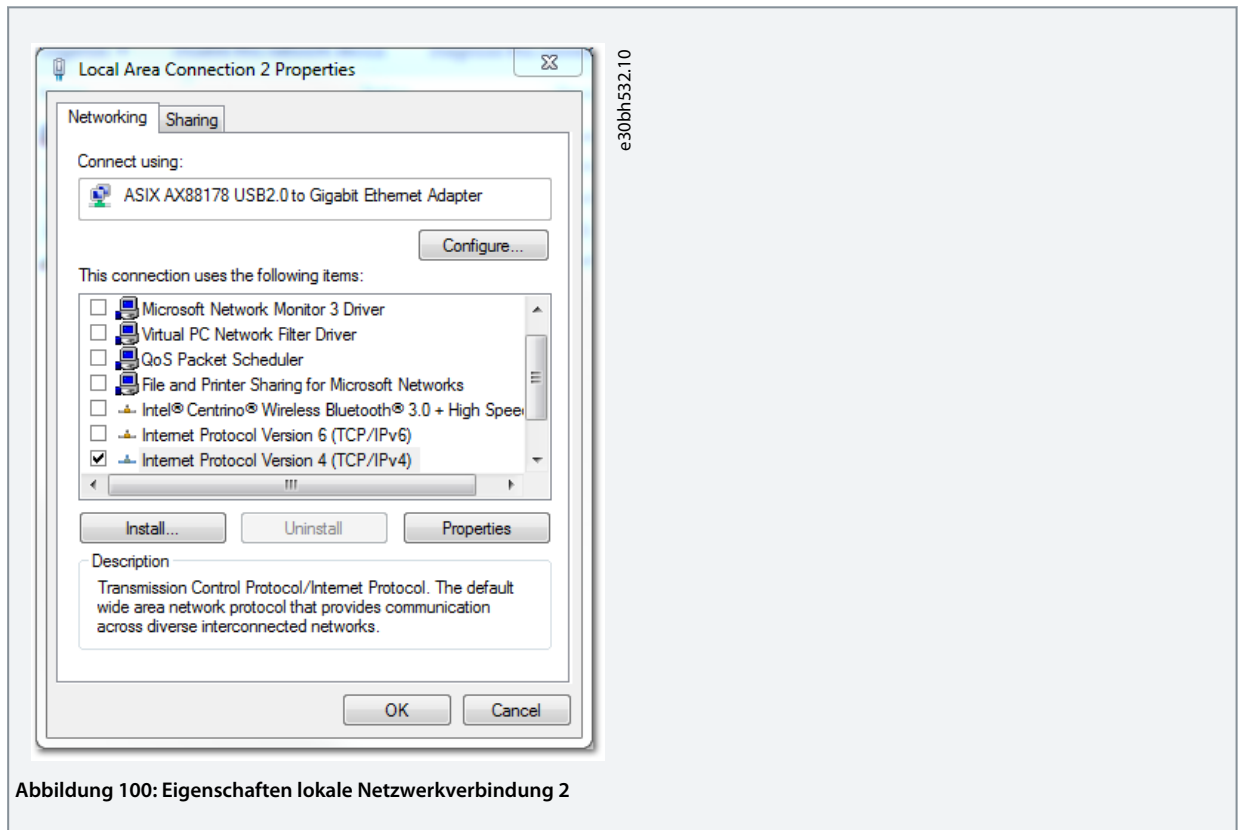 Local Area Connection 2 Properties
e30bh532.10
Networking
Sharing
Connect using:
ASIX AX88178 USB2.0 to Gigabit Ethernet Adapter
Configure...
This connection uses the following items:
Microsoft Network Monitor 3 Driver
Virtual PC Network Filter Driver
QoS Packet Scheduler
File and Printer Sharing for Microsoft Networks
Intel® Centrino® Wireless Bluetooth® 3.0 + High Spee
Internet Protocol Version 6 (TCP/IPv6)
Internet Protocol Version 4 (TCP/IPv4)
Install...
Uninstall
Properties
Description
Transmission Control Protocol/Internet Protocol. The default
wide area network protocol that provides communication
across diverse interconnected networks.
OK
Cancel
Abbildung 100: Eigenschaften lokale Netzwerkverbindung 2